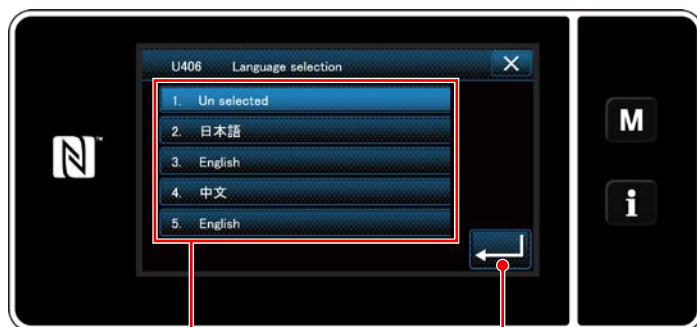 U406 Language selection
1. Un selected
2. 日本語
3. English
4. 中文
5. English
M
i